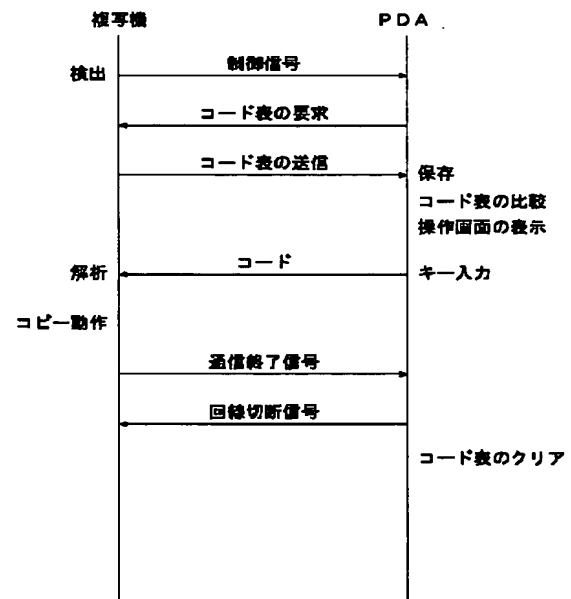 複写機
PDA
検出
制御信号
コード表の要求
コード表の送信
保存
コード表の比較
操作画面の表示
解析
コード
キー入力
コピー動作
通信終了信号
回線切断信号
コード表のクリア